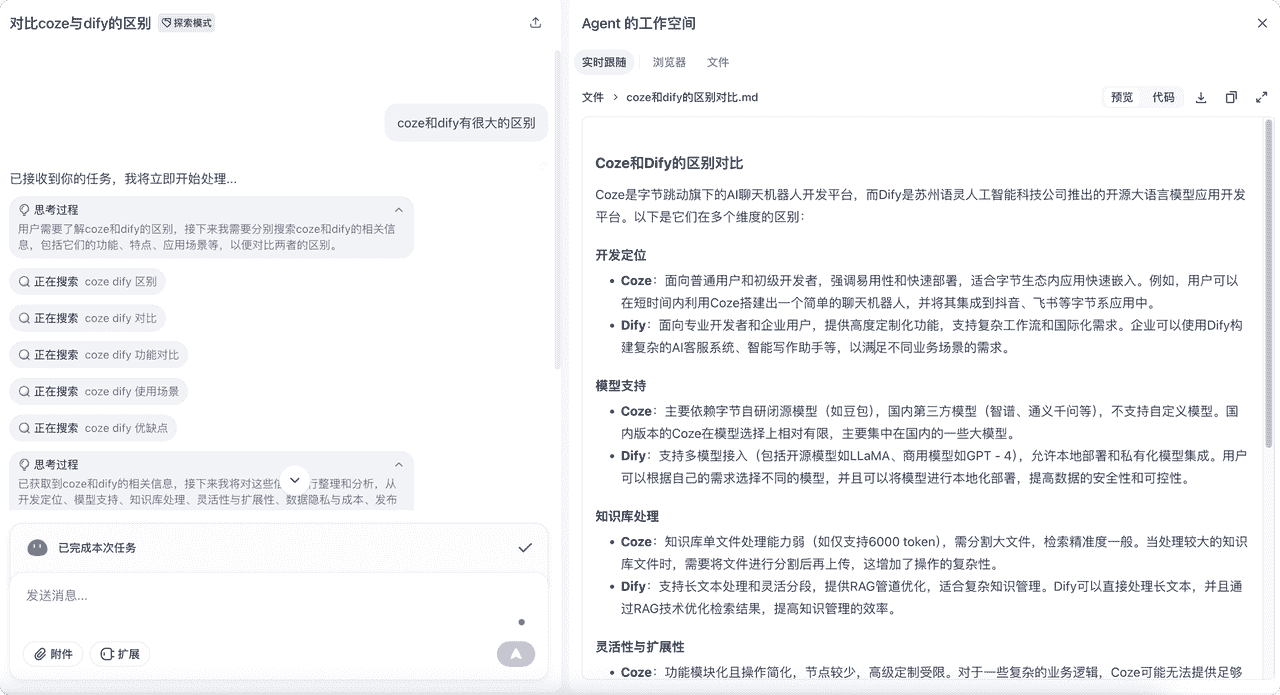 对比coze与dify的区别 探索模式
coze和dify有很大的区别
已接收到你的任务，我将立即开始处理...
思考过程
用户需要了解coze和dify的区别，接下来我需要分别搜索coze和dify的相关信
息，包括它们的功能、特点、应用场景等，以便对比两者的区别。
正在搜索 coze dify 区别
正在搜索 coze dify 对比
正在搜索 coze dify 功能对比
正在搜索 coze dify 使用场景
正在搜索 coze dify 优缺点
思考过程
已获取到coze和dify的相关信息，接下来我将对这些信 行整理和分析，从
开发定位、模型支持、知识库处理、灵活性与扩展性、数据隐私与成本、发布
已完成本次任务
发送消息...
附件 扩展
Agent 的工作空间
实时跟随 浏览器 文件
文件 > coze和dify的区别对比.md 预览 代码
Coze和Dify的区别对比
Coze是字节跳动旗下的AI聊天机器人开发平台，而Dify是苏州语灵人工智能科技公司推出的开源大语言模型应用开发
平台。以下是它们在多个维度的区别：
开发定位
• Coze：面向普通用户和初级开发者，强调易用性和快速部署，适合字节生态内应用快速嵌入。例如，用户可以
在短时间内利用Coze搭建出一个简单的聊天机器人，并将其集成到抖音、飞书等字节系应用中。
• Dify：面向专业开发者和企业用户，提供高度定制化功能，支持复杂工作流和国际化需求。企业可以使用Dify构
建复杂的AI客服系统、智能写作助手等，以满足不同业务场景的需求。
模型支持
• Coze：主要依赖字节自研闭源模型（如豆包），国内第三方模型（智谱、通义千问等），不支持自定义模型。国
内版本的Coze在模型选择上相对有限，主要集中在国内的一些大模型。
• Dify：支持多模型接入（包括开源模型如LLaMA、商用模型如GPT - 4），允许本地部署和私有化模型集成。用户
可以根据自己的需求选择不同的模型，并且可以将模型进行本地化部署，提高数据的安全性和可控性。
知识库处理
• Coze：知识库单文件处理能力弱（如仅支持6000 token），需分割大文件，检索精准度一般。当处理较大的知识
库文件时，需要将文件进行分割后再上传，这增加了操作的复杂性。
• Dify：支持长文本处理和灵活分段，提供RAG管道优化，适合复杂知识管理。Dify可以直接处理长文本，并且通
过RAG技术优化检索结果，提高知识管理的效率。
灵活性与扩展性
• Coze：功能模块化且操作简化，节点较少，高级定制受限。对于一些复杂的业务逻辑，Coze可能无法提供足够